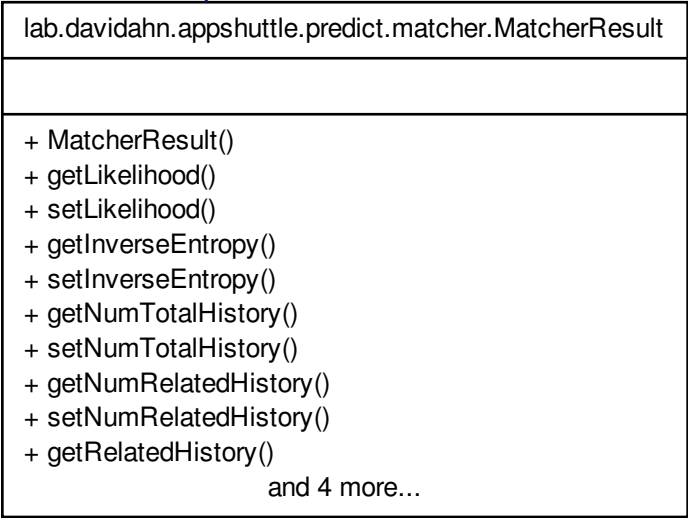 lab.davidahn.appshuttle.predict.matcher.MatcherResult
+ MatcherResult()
+ getLikelihood()
+ setLikelihood()
+ getInverseEntropy()
+ setInverseEntropy()
+ getNumTotalHistory()
+ setNumTotalHistory()
+ getNumRelatedHistory()
+ setNumRelatedHistory()
+ getRelatedHistory()
and 4 more...